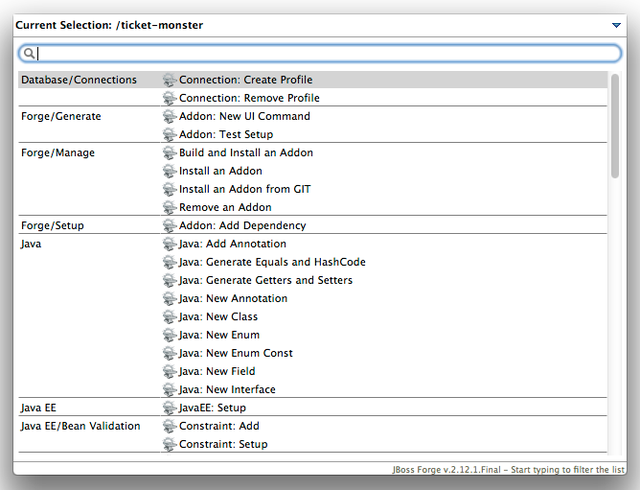 Current Selection: /ticket-monster
Database/Connections Connection: Create Profile
Connection: Remove Profile
Forge/Generate Addon: New UI Command
Addon: Test Setup
Forge/Manage Build and Install an Addon
Install an Addon
Install an Addon from GIT
Remove an Addon
Forge/Setup Addon: Add Dependency
Java Java: Add Annotation
Java: Generate Equals and HashCode
Java: Generate Getters and Setters
Java: New Annotation
Java: New Class
Java: New Enum
Java: New Enum Const
Java: New Field
Java: New Interface
Java EE JavaEE: Setup
Java EE/Bean Validation Constraint: Add
Constraint: Setup
JBoss Forge v.2.12.1.Final - Start typing to filter the list